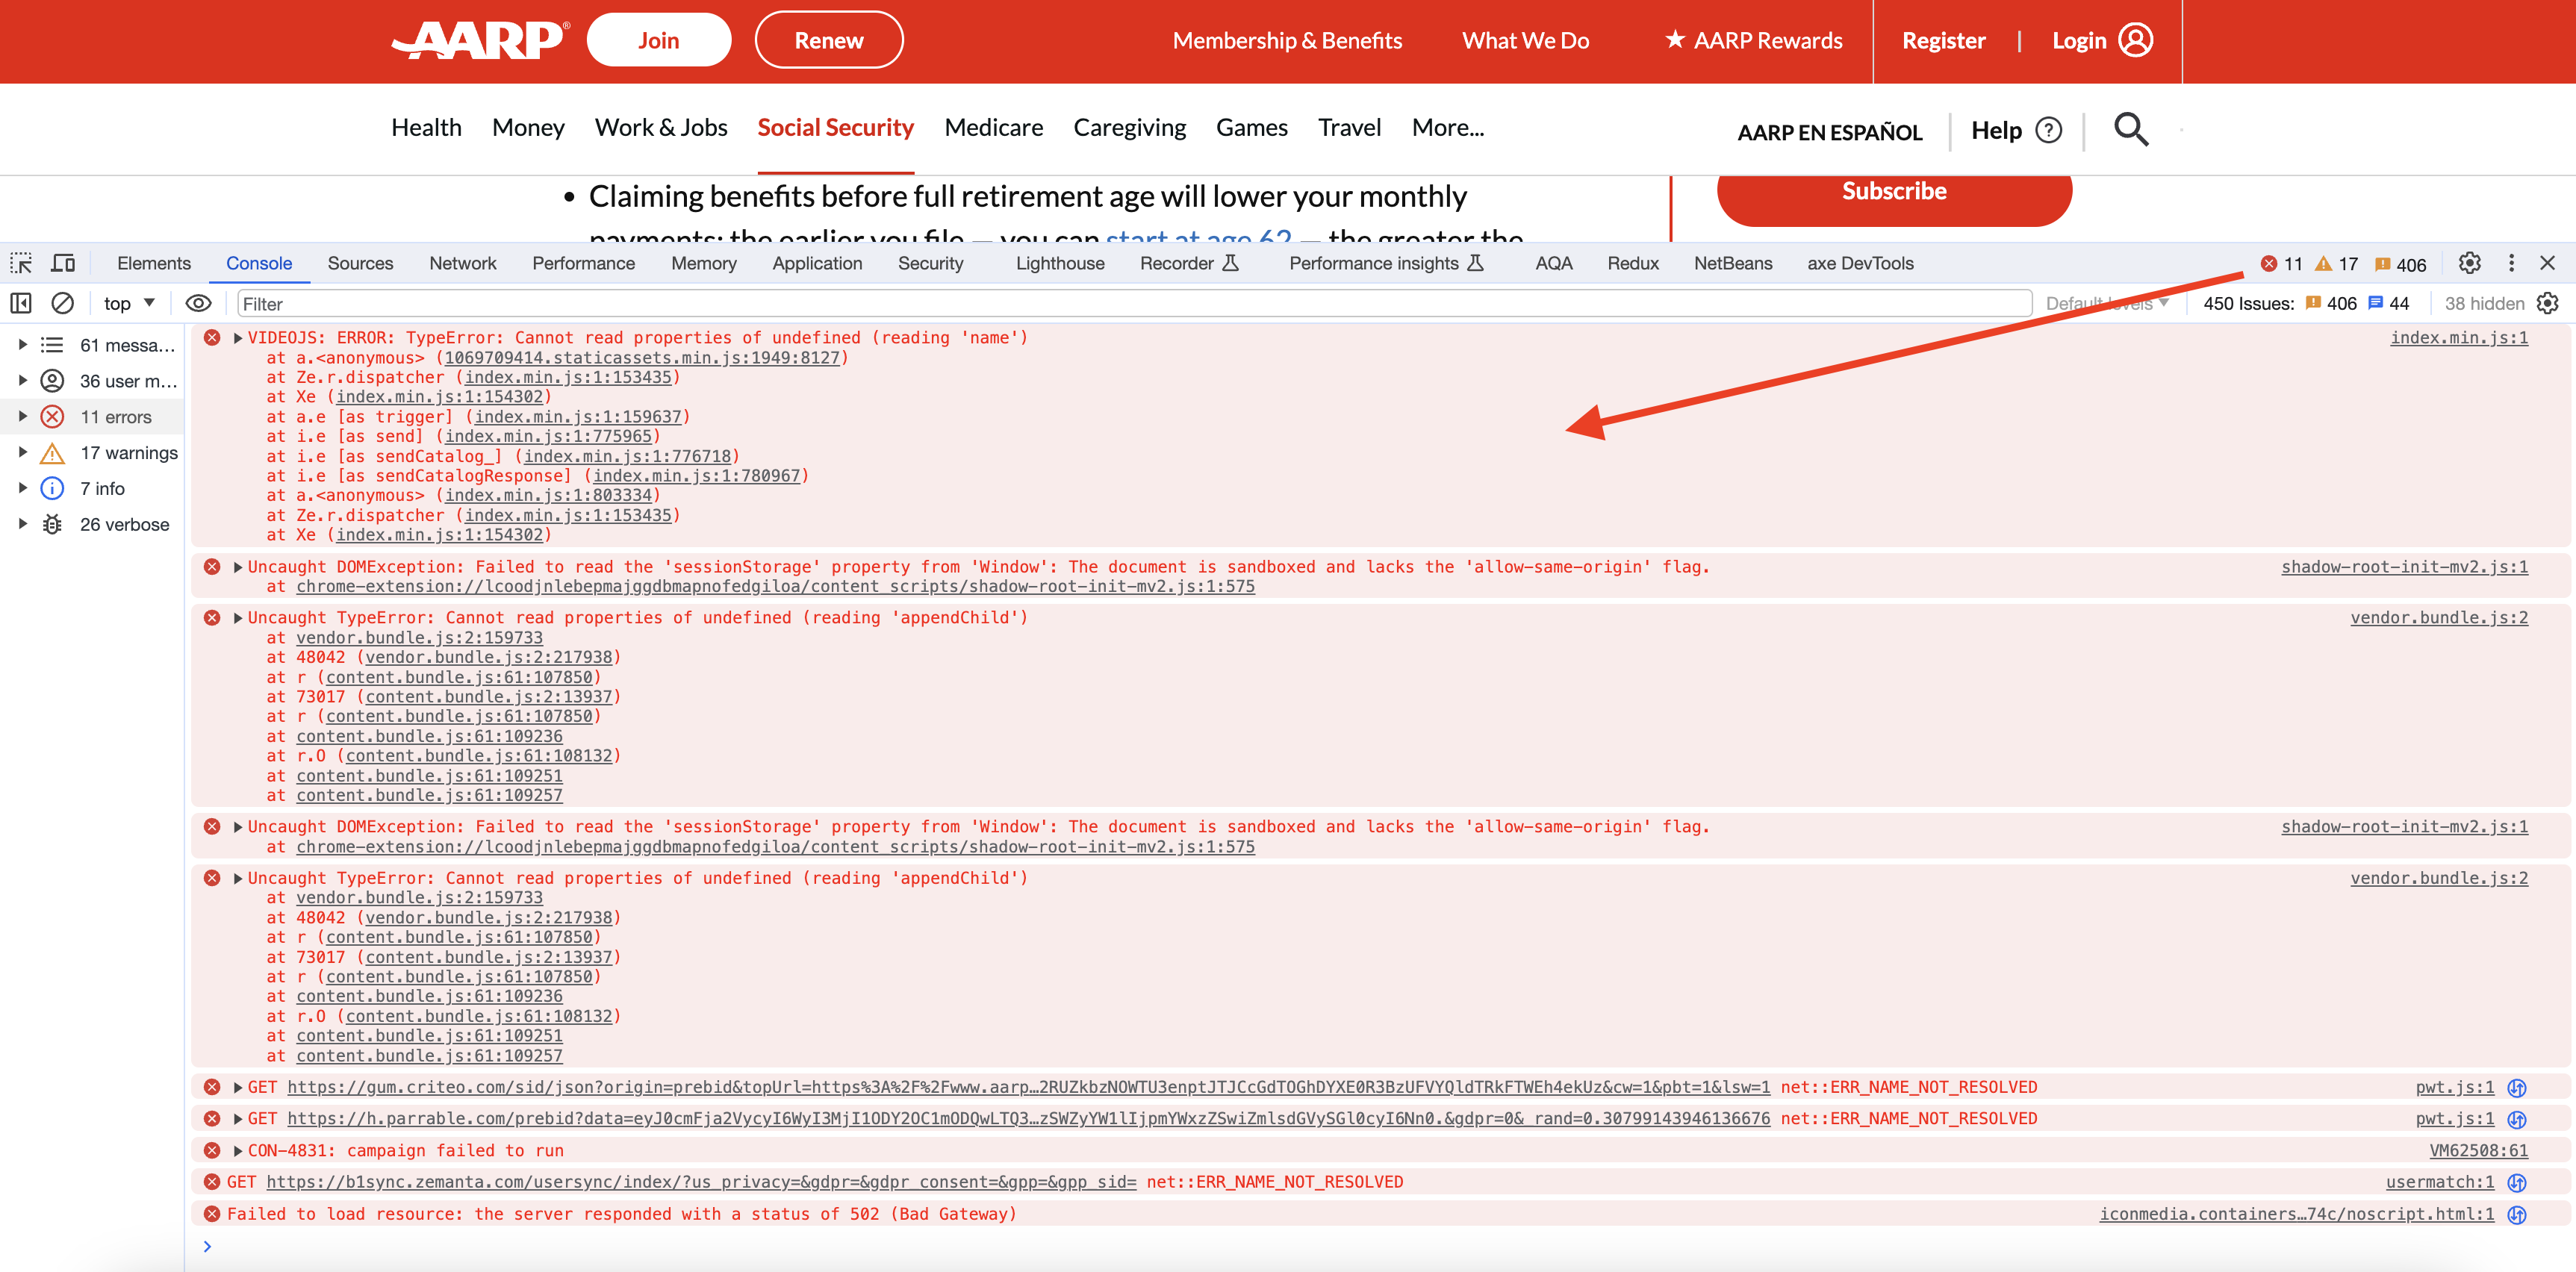 AARP®
Join
Renew
Membership & Benefits
What We Do
★ AARP Rewards
Register
|
Login
Health
Money
Work & Jobs
Social Security
Medicare
Caregiving
Games
Travel
More...
AARP EN ESPAÑOL
Help ?
• Claiming benefits before full retirement age will lower your monthly
payments: the earlier you file — you can start at age 62 — the greater the
Subscribe
Elements
Console
Sources
Network
Performance
Memory
Application
Security
Lighthouse
Recorder
Performance insights
AQA
Redux
NetBeans
axe DevTools
11
17
406
top
Filter
Default levels
450 Issues: 406 44
38 hidden
61 messa...
36 user m...
11 errors
17 warnings
7 info
26 verbose
VIDEOJS: ERROR: TypeError: Cannot read properties of undefined (reading 'name') index.min.js:1
at a.<anonymous> (1069709414.staticassets.min.js:1949:8127)
at Ze.r.dispatcher (index.min.js:1:153435)
at Xe (index.min.js:1:154302)
at a.e [as trigger] (index.min.js:1:159637)
at i.e [as send] (index.min.js:1:775965)
at i.e [as sendCatalog_] (index.min.js:1:776718)
at i.e [as sendCatalogResponse] (index.min.js:1:780967)
at a.<anonymous> (index.min.js:1:803334)
at Ze.r.dispatcher (index.min.js:1:153435)
at Xe (index.min.js:1:154302)
Uncaught DOMException: Failed to read the 'sessionStorage' property from 'Window': The document is sandboxed and lacks the 'allow-same-origin' flag. shadow-root-init-mv2.js:1
at chrome-extension://lcoodjnlebepmajggdbmapnofedgiloa/content_scripts/shadow-root-init-mv2.js:1:575
Uncaught TypeError: Cannot read properties of undefined (reading 'appendChild') vendor.bundle.js:2
at vendor.bundle.js:2:159733
at 48042 (vendor.bundle.js:2:217938)
at r (content.bundle.js:61:107850)
at 73017 (content.bundle.js:2:13937)
at r (content.bundle.js:61:107850)
at content.bundle.js:61:109236
at r.O (content.bundle.js:61:108132)
at content.bundle.js:61:109251
at content.bundle.js:61:109257
Uncaught DOMException: Failed to read the 'sessionStorage' property from 'Window': The document is sandboxed and lacks the 'allow-same-origin' flag. shadow-root-init-mv2.js:1
at chrome-extension://lcoodjnlebepmajggdbmapnofedgiloa/content_scripts/shadow-root-init-mv2.js:1:575
Uncaught TypeError: Cannot read properties of undefined (reading 'appendChild') vendor.bundle.js:2
at vendor.bundle.js:2:159733
at 48042 (vendor.bundle.js:2:217938)
at r (content.bundle.js:61:107850)
at 73017 (content.bundle.js:2:13937)
at r (content.bundle.js:61:107850)
at content.bundle.js:61:109236
at r.O (content.bundle.js:61:108132)
at content.bundle.js:61:109251
at content.bundle.js:61:109257
GET https://gum.criteo.com/sid/json?origin=prebid&topUrl=https%3A%2F%2Fwww.aarp…2RUZkbzNOWTU3enptJTJCcGdTOGhDYXE0R3BzUFVYQldTRkFTWEh4ekUz&cw=1&pbt=1&lsw=1 net::ERR_NAME_NOT_RESOLVED pwt.js:1
GET https://h.parrable.com/prebid?data=eyJ0cmFja2VycyI6WyI3MjI1ODY2OC1mODQwLTQ3…zSWZyYW1lIjpmYWxzZSwiZmlsdGVySGl0cyI6Nn0.&gdpr=0&_rand=0.30799143946136676 net::ERR_NAME_NOT_RESOLVED pwt.js:1
CON-4831: campaign failed to run VM62508:61
GET https://b1sync.zemanta.com/usersync/index/?us_privacy=&gdpr=&gdpr_consent=&gpp=&gpp_sid= net::ERR_NAME_NOT_RESOLVED usermatch:1
Failed to load resource: the server responded with a status of 502 (Bad Gateway) iconmedia.containers…74c/noscript.html:1